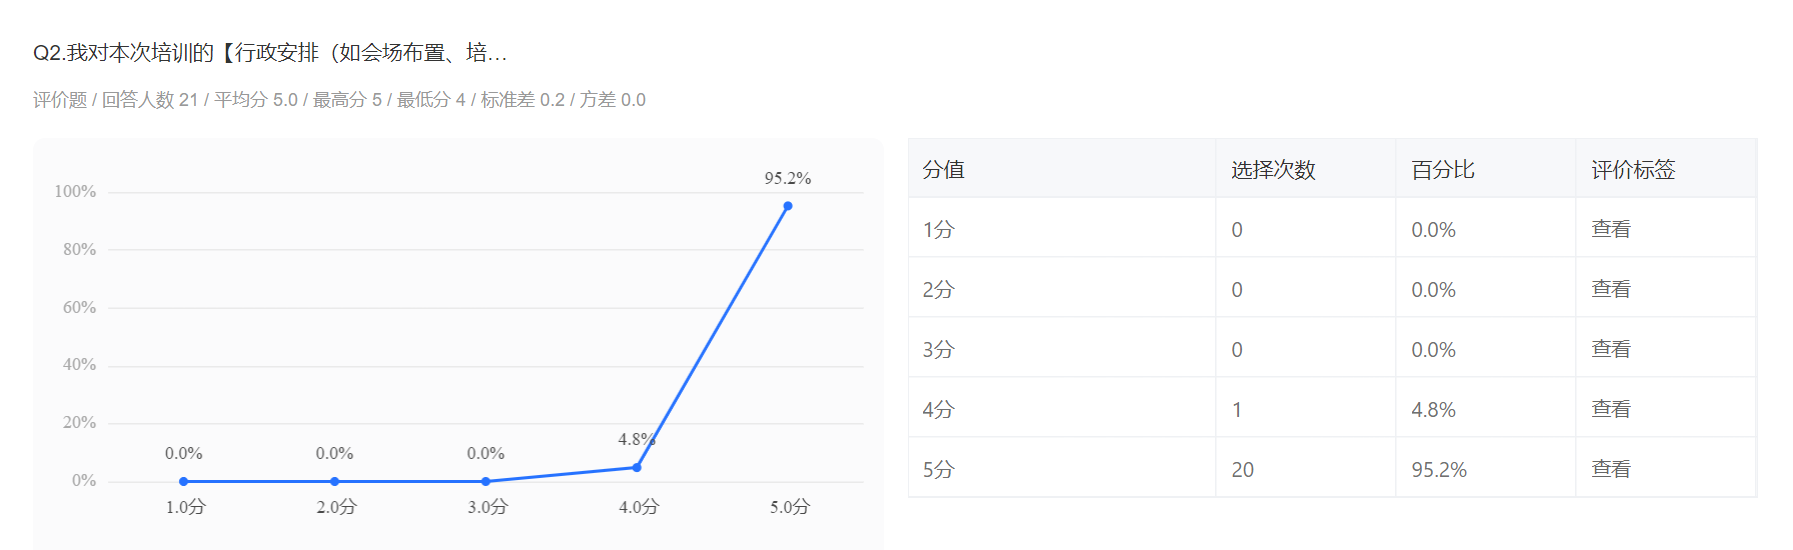 Q2.我对本次培训的【行政安排（如会场布置、培...
评价题 / 回答人数 21 / 平均分 5.0 / 最高分 5 / 最低分 4 / 标准差 0.2 / 方差 0.0
100%
80%
60%
40%
20%
0%
0.0%
0.0%
0.0%
4.8%
95.2%
1.0分
2.0分
3.0分
4.0分
5.0分
分值 选择次数 百分比 评价标签
1分 0 0.0% 查看
2分 0 0.0% 查看
3分 0 0.0% 查看
4分 1 4.8% 查看
5分 20 95.2% 查看